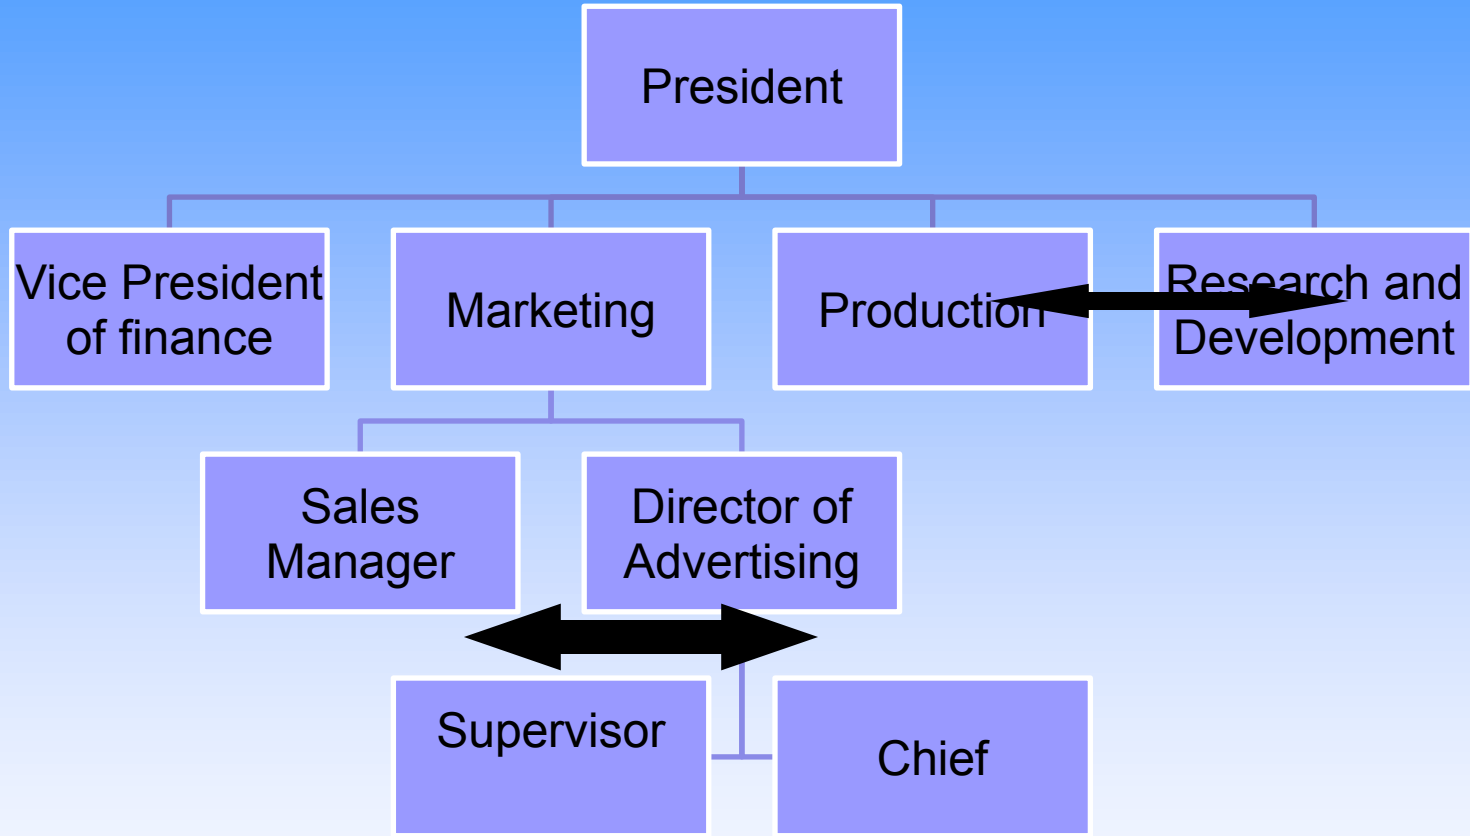 President
Vice President
of finance
Marketing
Production
Research and
Development
Sales
Manager
Director of
Advertising
Supervisor
Chief